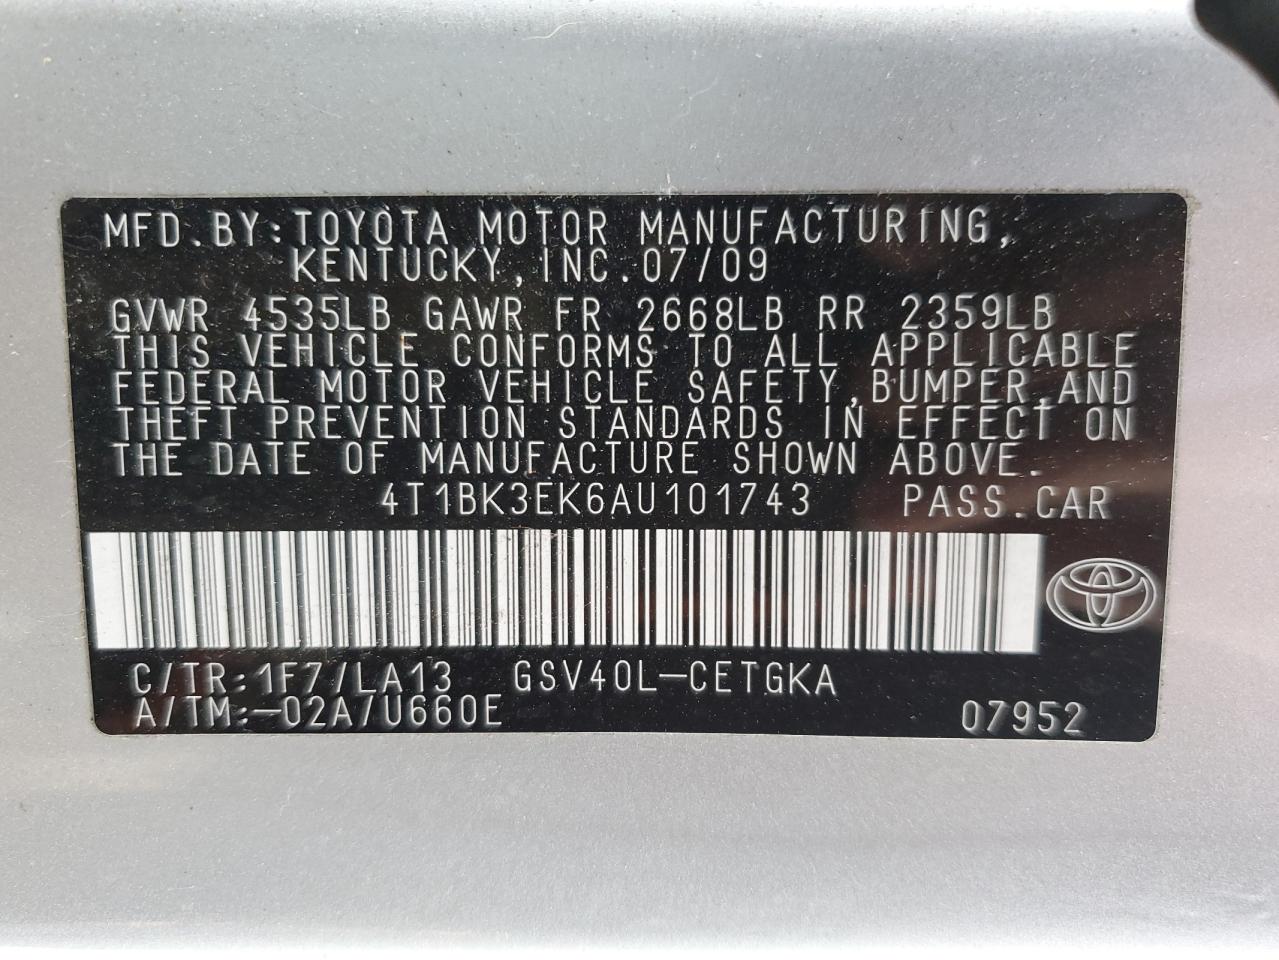 MFD.BY:TOYOTA MOTOR MANUFACTURING,
KENTUCKY,INC.07/09
GVWR 4535LB GAWR FR 2668LB RR 2359LB
THIS VEHICLE CONFORMS TO ALL APPLICABLE
FEDERAL MOTOR VEHICLE SAFETY,BUMPER,AND
THEFT PREVENTION STANDARDS IN EFFECT ON
THE DATE OF MANUFACTURE SHOWN ABOVE.
4T1BK3EK6AU101743 PASS.CAR
C/TR:1F7/LA13 GSV40L-CETGKA
A/TM:-02A/U660E 07952